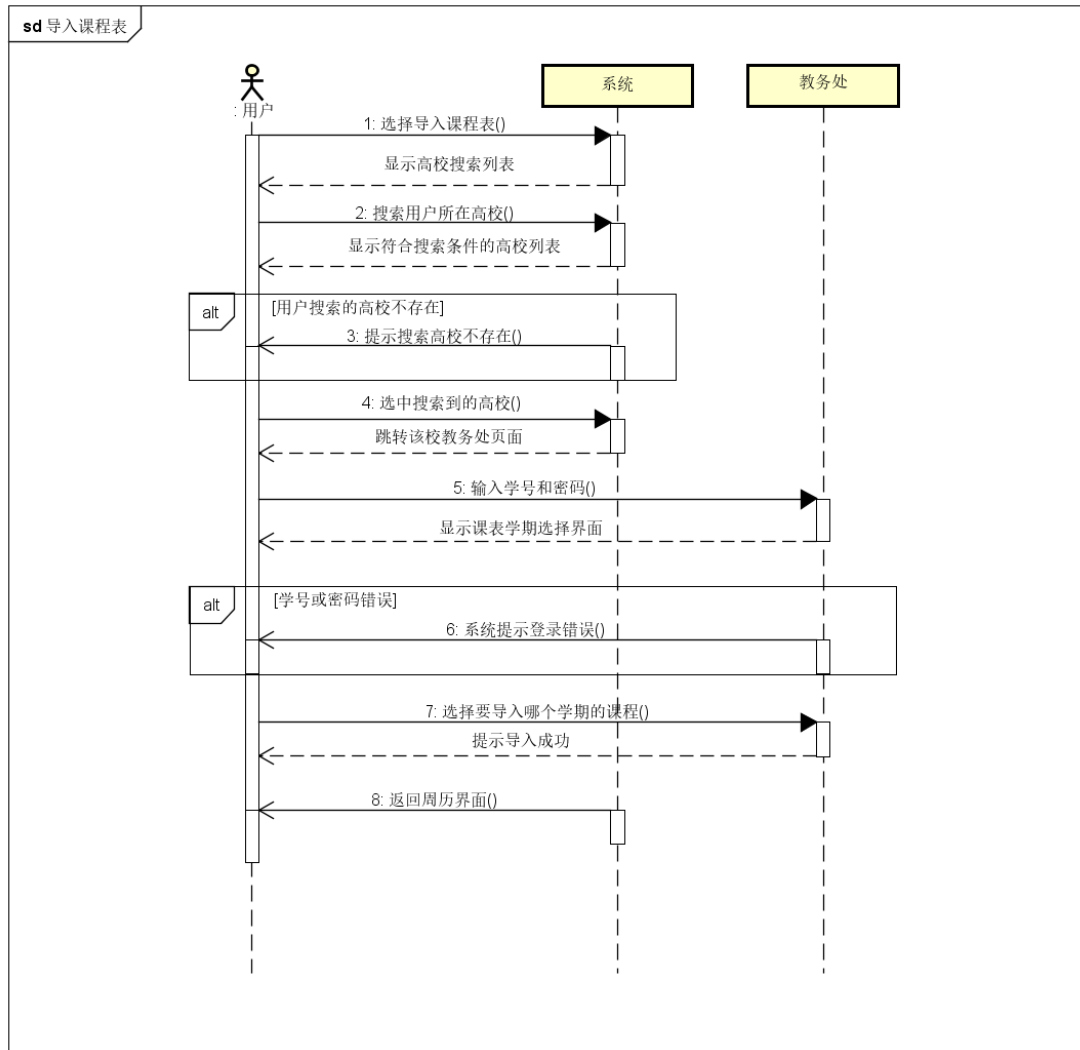 sd 导入课程表
: 用户
系统
教务处
1: 选择导入课程表()
显示高校搜索列表
2: 搜索用户所在高校()
显示符合搜索条件的高校列表
alt
[用户搜索的高校不存在]
3: 提示搜索高校不存在()
4: 选中搜索到的高校()
跳转该校教务处页面
5: 输入学号和密码()
显示课表学期选择界面
alt
[学号或密码错误]
6: 系统提示登录错误()
7: 选择要导入哪个学期的课程()
提示导入成功
8: 返回周历界面()